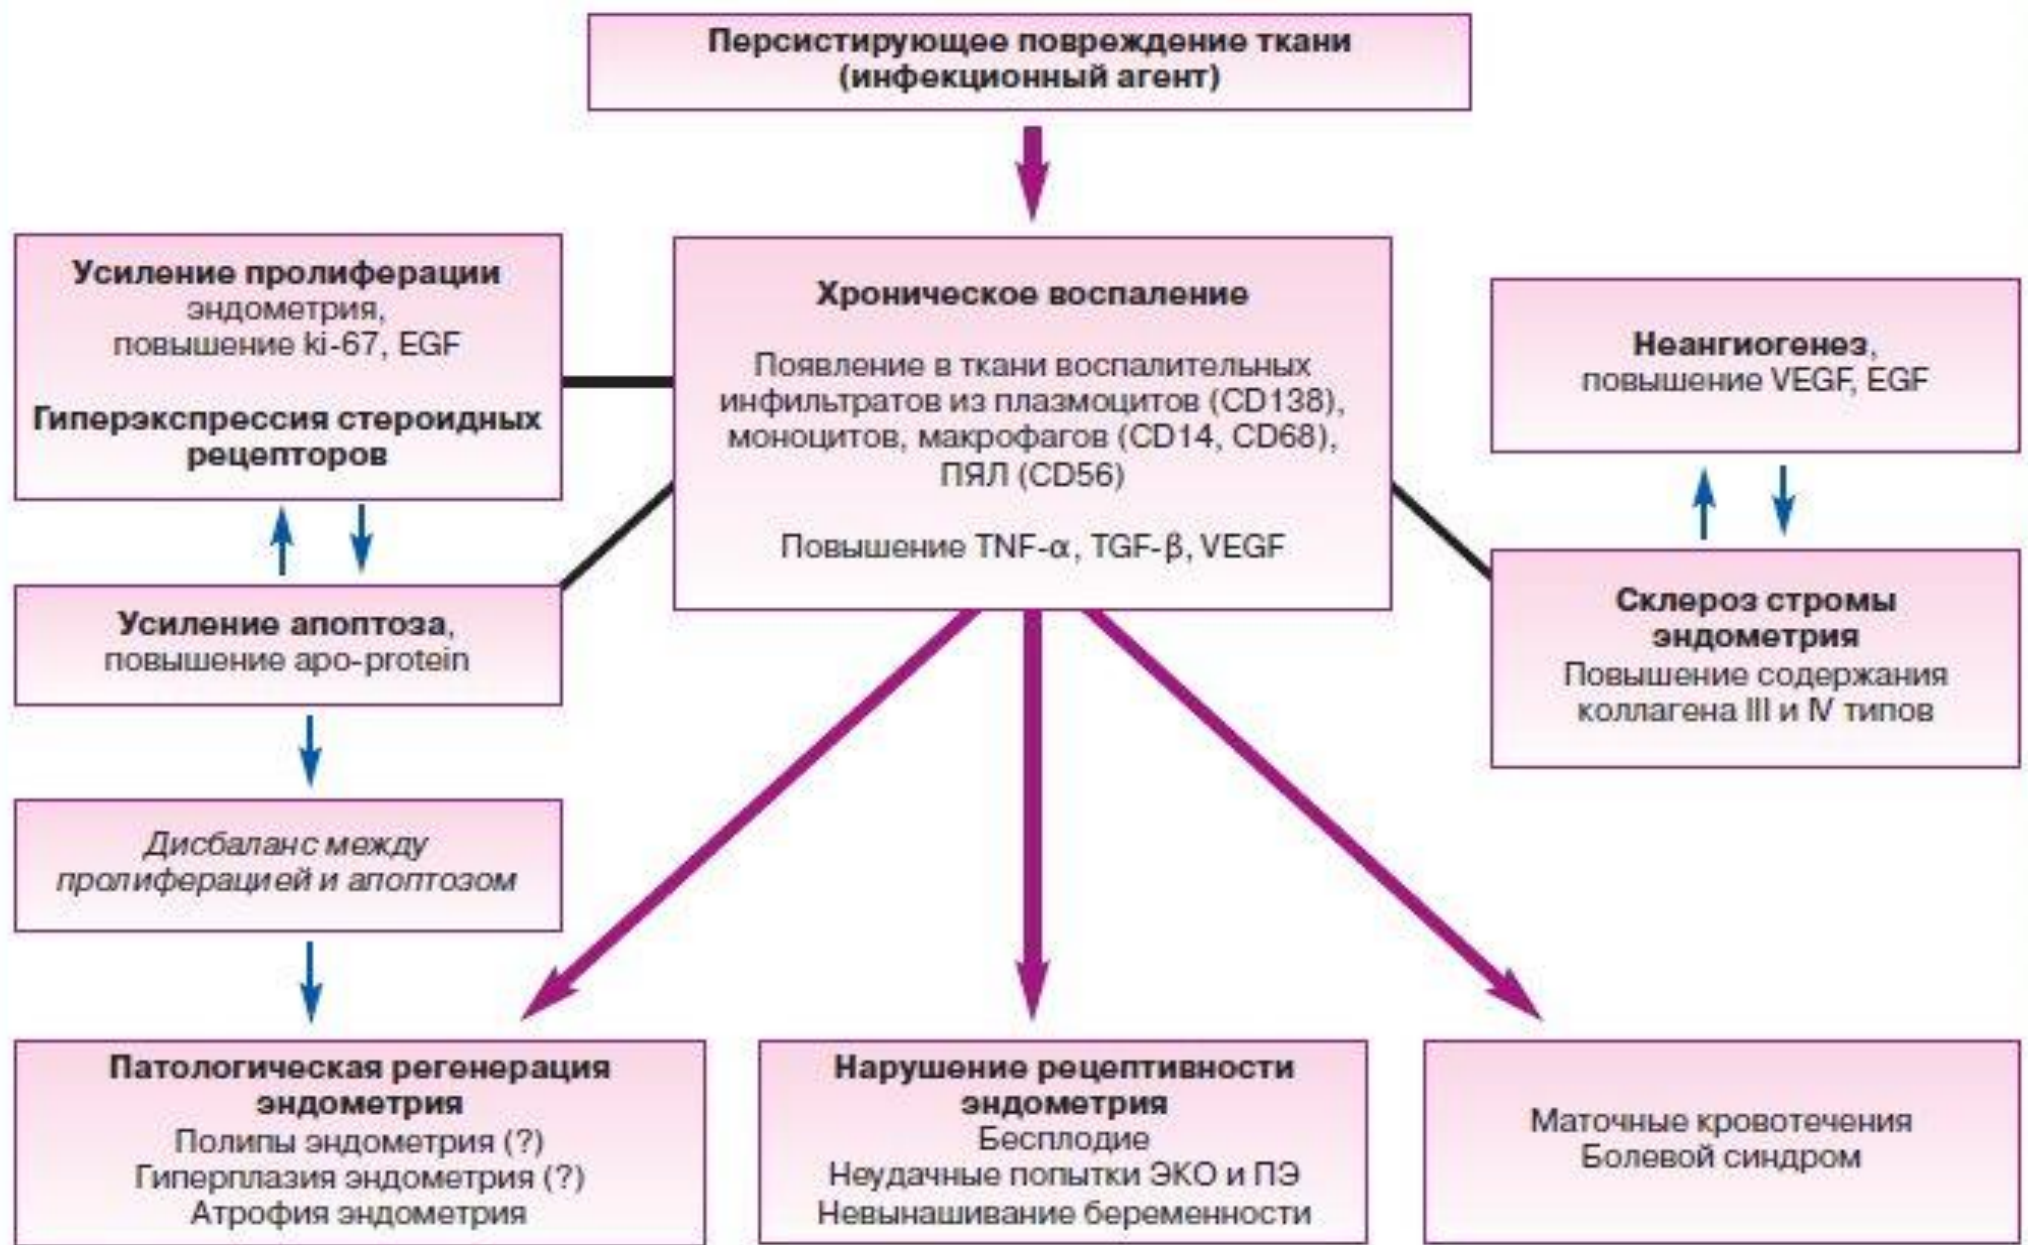 Персистирующее повреждение ткани
(инфекционный агент)
Усиление пролиферации
эндометрия,
повышение ki-67, EGF
Гиперэкспрессия стероидных
рецепторов
Хроническое воспаление
Появление в ткани воспалительных
инфильтратов из плазмоцитов (CD138),
моноцитов, макрофагов (CD14, CD68),
ПЯЛ (CD56)
Повышение TNF-α, TGF-β, VEGF
Неангиогенез,
повышение VEGF, EGF
Усиление апоптоза,
повышение apo-protein
Склероз стромы
эндометрия
Повышение содержания
коллагена III и IV типов
Дисбаланс между
пролиферацией и апоптозом
Патологическая регенерация
эндометрия
Полипы эндометрия (?)
Гиперплазия эндометрия (?)
Атрофия эндометрия
Нарушение рецептивности
эндометрия
Бесплодие
Неудачные попытки ЭКО и ПЭ
Невынашивание беременности
Маточные кровотечения
Болевой синдром